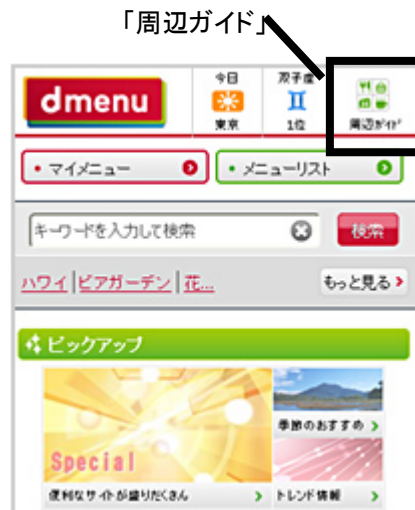 「周辺ガイド」
dmenu
今日
東京
双子座
1位
周辺ガイド
・マイメニュー
・メニューリスト
キーワードを入力して検索
検索
ハワイ|ビアガーデン|花...
もっと見る
ピックアップ
Special
便利なサイトが盛りだくさん
季節のおすすめ
トレンド情報